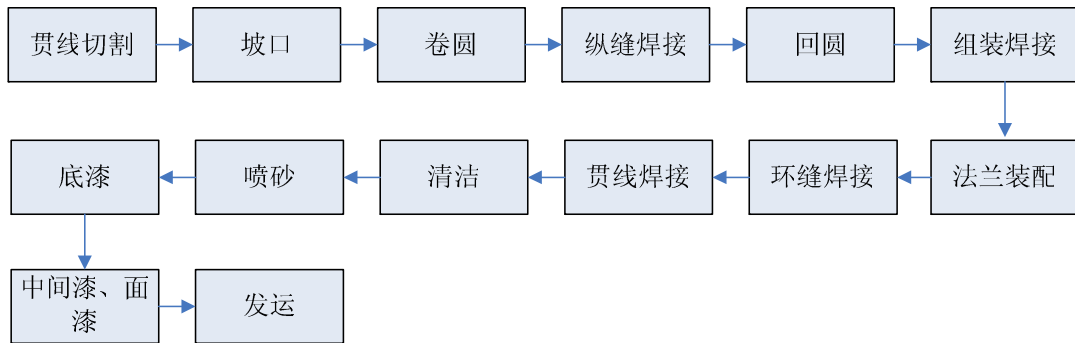 贯线切割
坡口
卷圆
纵缝焊接
回圆
组装焊接
法兰装配
环缝焊接
贯线焊接
清洁
喷砂
底漆
中间漆、面
漆
发运